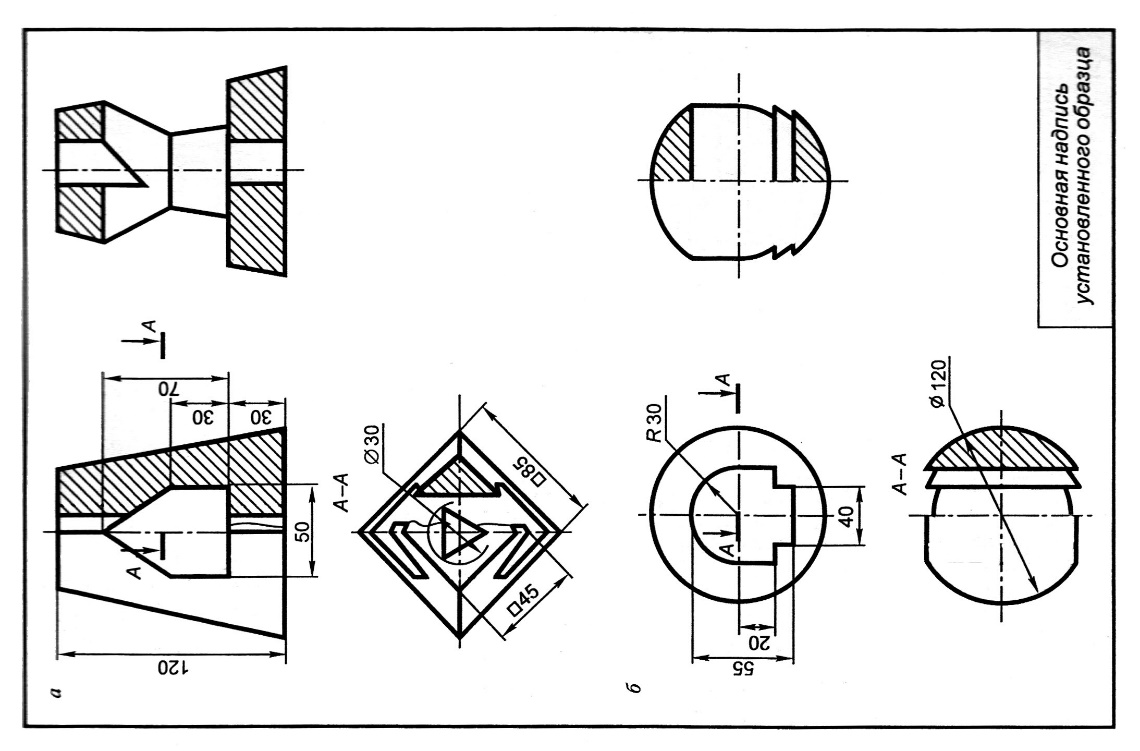 а
120
70
30
30
А
А
50
А–А
Ø30
□85
□45
б
R30
А
А
40
20
55
А–А
Ø120
Основная надпись
установленного образца